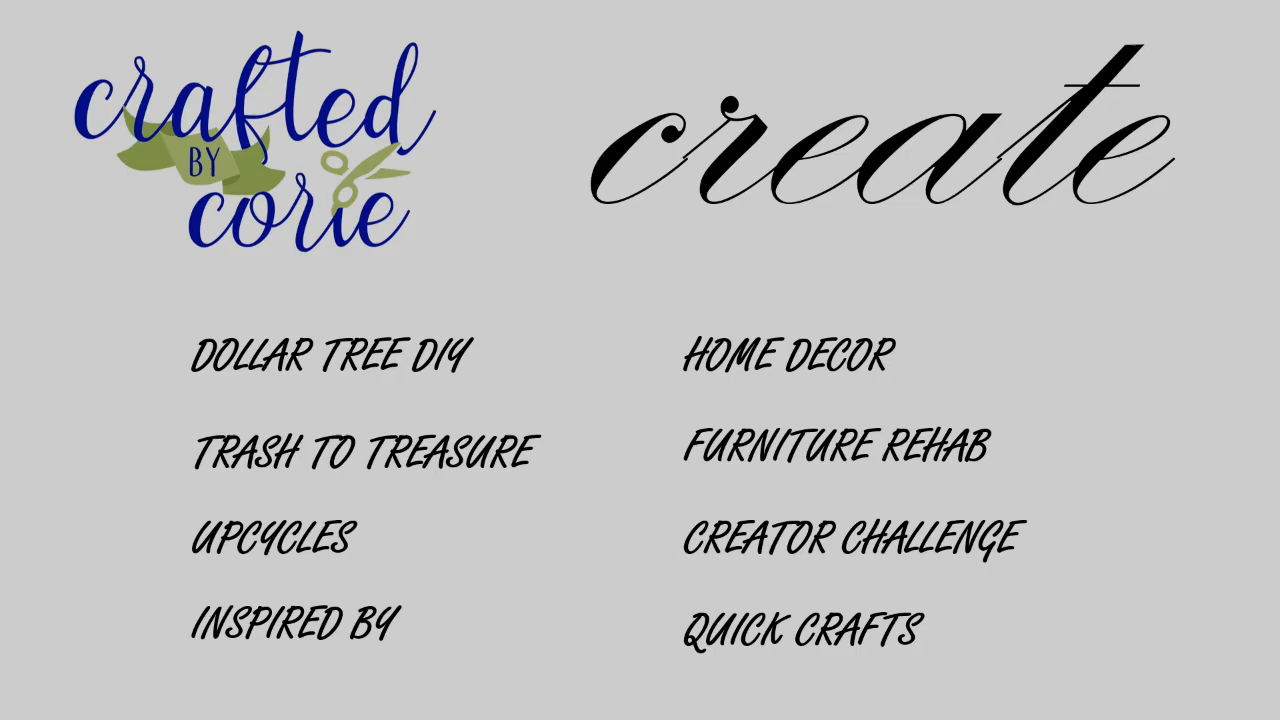 crafted
BY
corie
create
DOLLAR TREE DIY
TRASH TO TREASURE
UPCYCLES
INSPIRED BY
HOME DECOR
FURNITURE REHAB
CREATOR CHALLENGE
QUICK CRAFTS